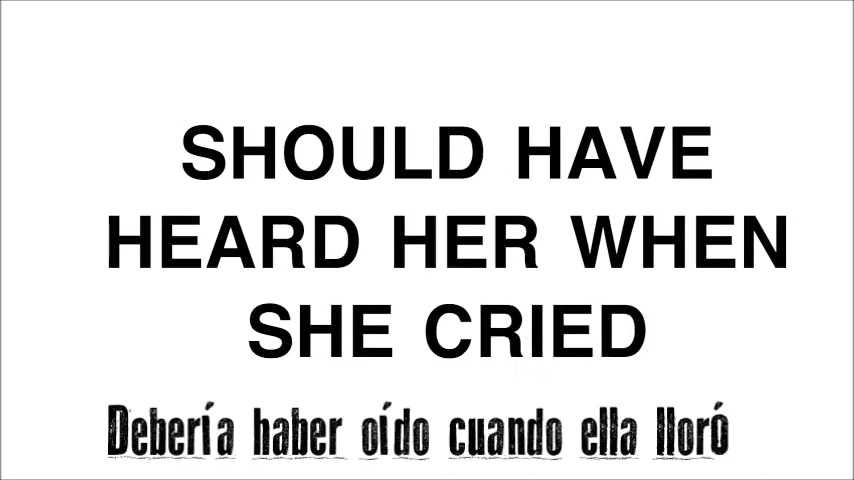 SHOULD HAVE
HEARD HER WHEN
SHE CRIED
Debería haber oído cuando ella lloró